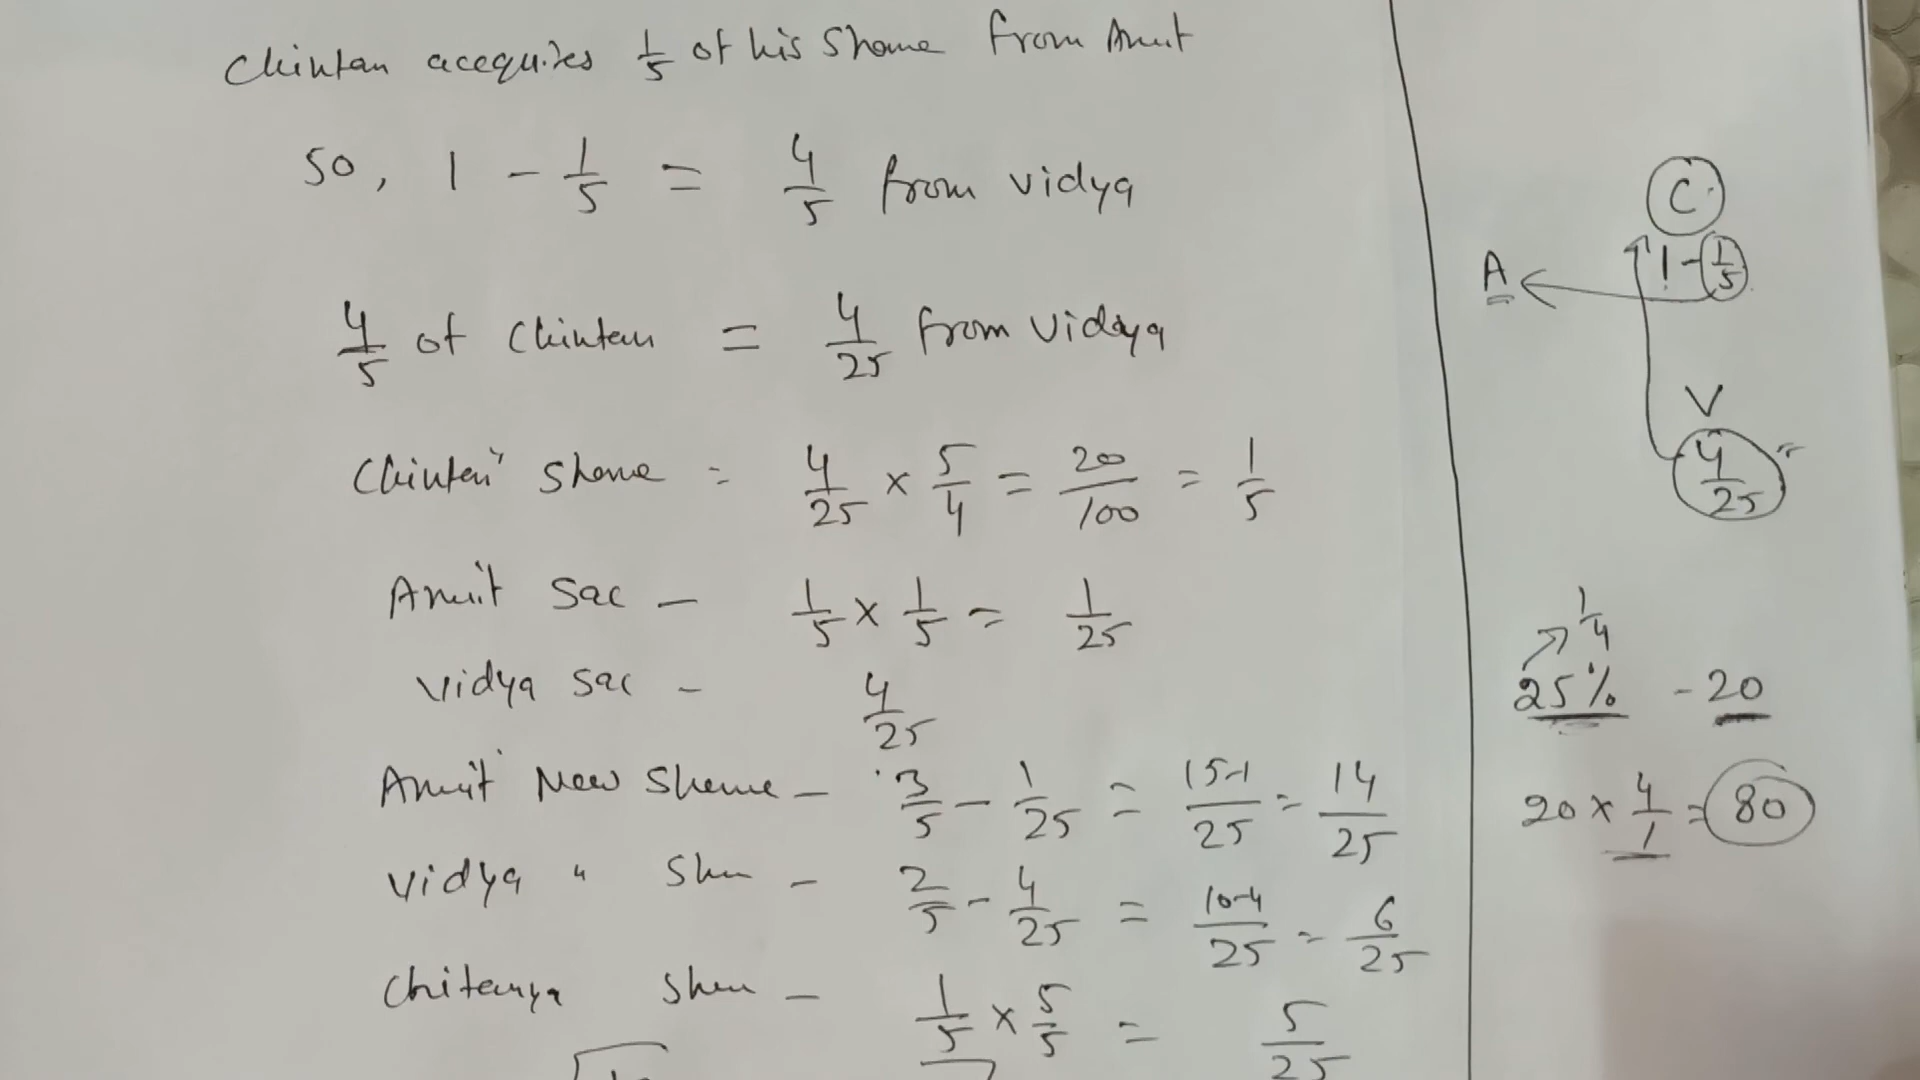 Chintan acequires 1/5 of his Share from Amit
So, 1 - 1/5 = 4/5 from vidya
4/5 of Chintan = 4/25 from Vidya
Chintan' Share = 4/25 × 5/4 = 20/100 = 1/5
Amit Sac - 1/5 × 1/5 = 1/25
Vidya Sac - 4/25
Amit New Share - 3/5 - 1/25 = 15-1/25 = 14/25
Vidya " Sha - 2/5 - 4/25 = 10-4/25 = 6/25
Chitanya Sha - 1/5 × 5/5 = 5/25
C
1 - 1/5
A
V
4/25
1/4
25% - 20
20 × 4/1 = 80